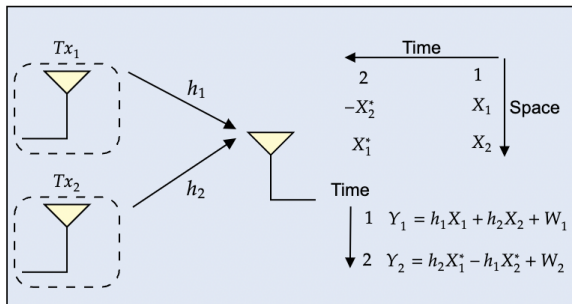 Tx₁
h₁
Tx₂
h₂
Time
2 1
−X₂* X₁
X₁* X₂
Space
Time
1 Y₁ = h₁X₁ + h₂X₂ + W₁
2 Y₂ = h₂X₁* − h₁X₂* + W₂